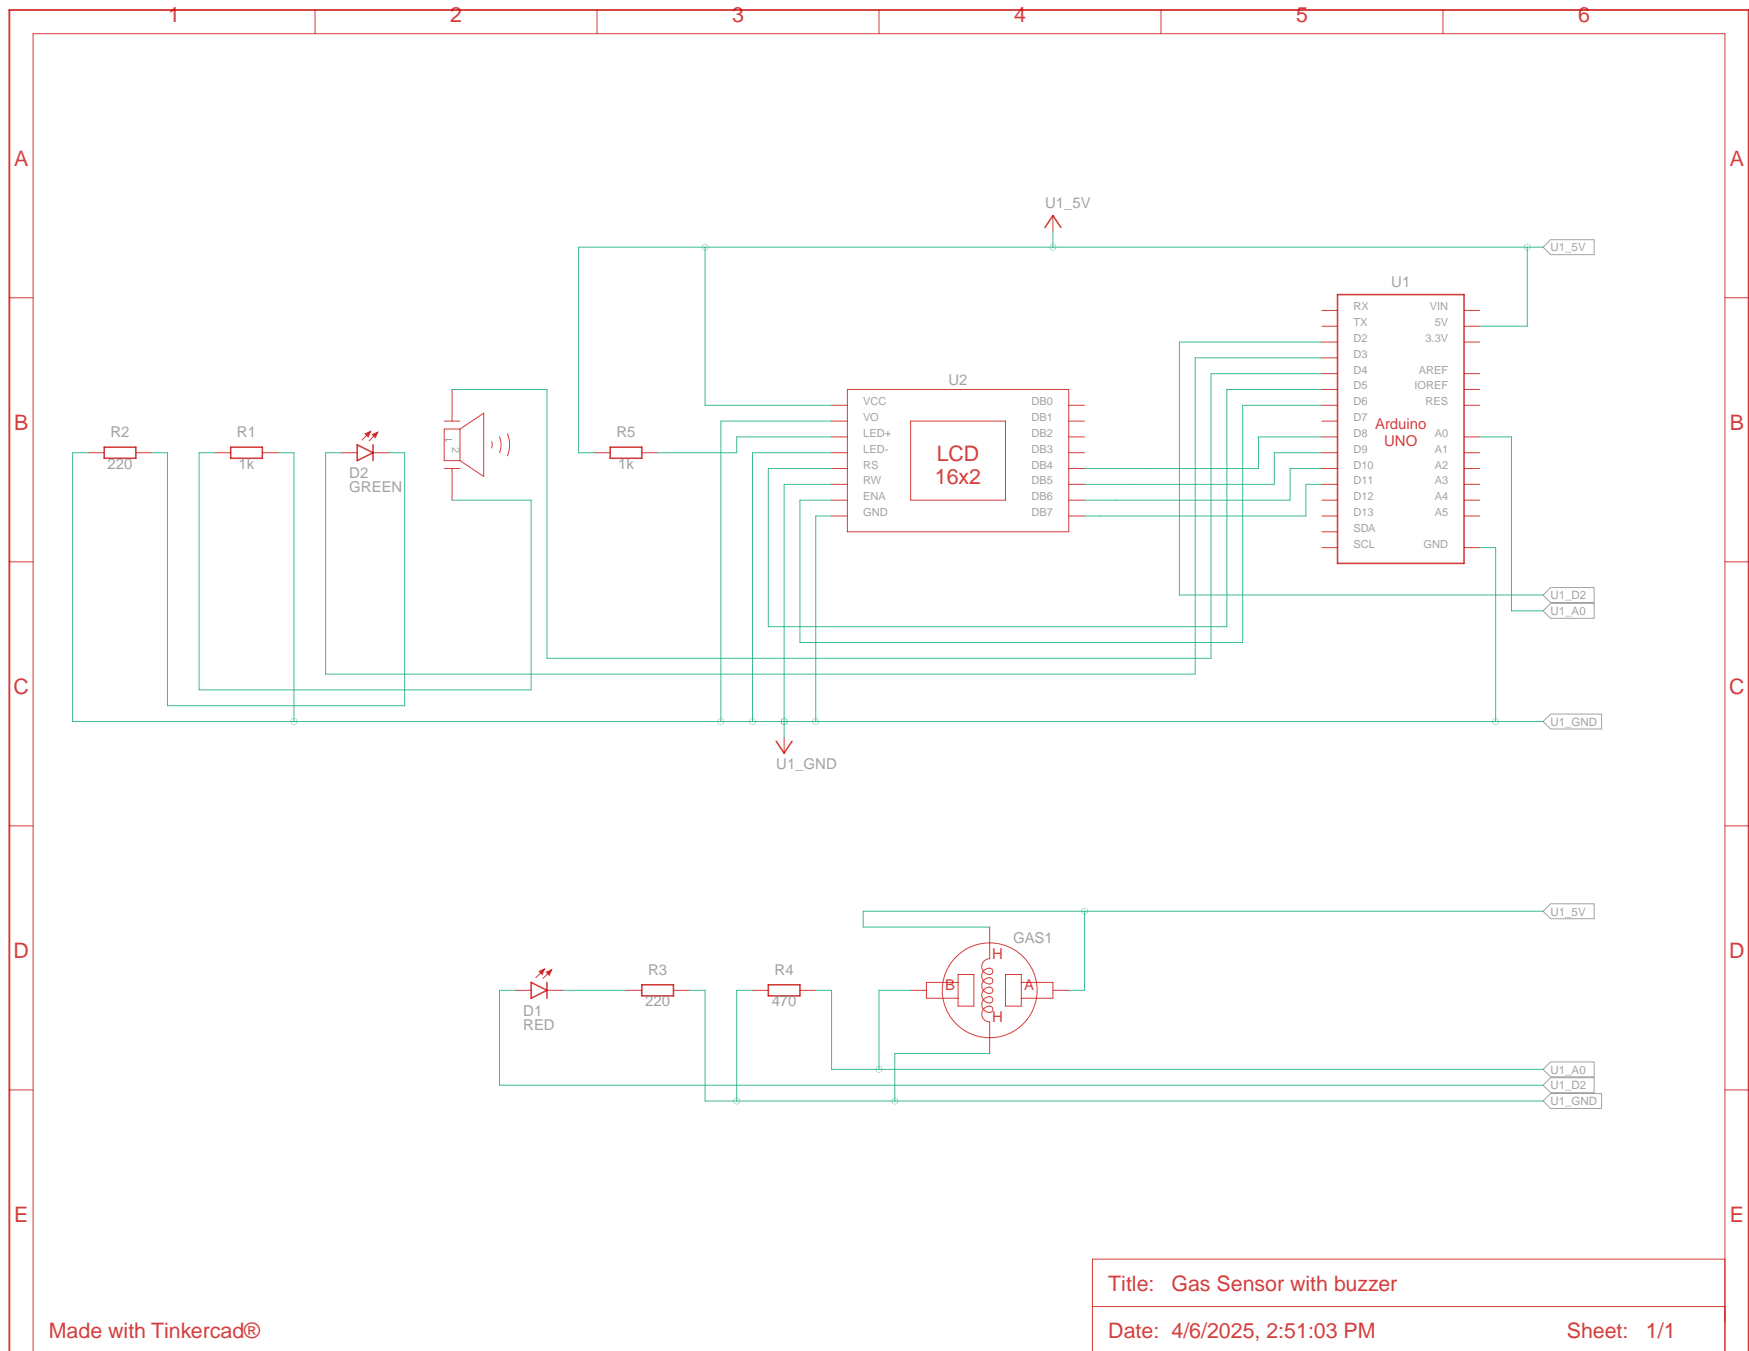 1 2 3 4 5 6
A A
U1_5V
U1_5V
U1
RX VIN
TX 5V
D2 3.3V
D3
D4 AREF
D5 IOREF
D6 RES
D7
Arduino
UNO
D8 A0
D9 A1
D10 A2
D11 A3
D12 A4
D13 A5
SDA
SCL GND
U2
VCC DB0
VO DB1
LED+ DB2
LED- DB3
RS DB4
RW DB5
ENA DB6
GND DB7
LCD
16x2
B B
R2
220
R1
1k
D2
GREEN
1
2
R5
1k
U1_D2
U1_A0
C C
U1_GND
U1_GND
U1_5V
D D
GAS1
H
B A
H
D1
RED
R3
220
R4
470
U1_A0
U1_D2
U1_GND
E E
Title: Gas Sensor with buzzer
Made with Tinkercad®
Date: 4/6/2025, 2:51:03 PM Sheet: 1/1